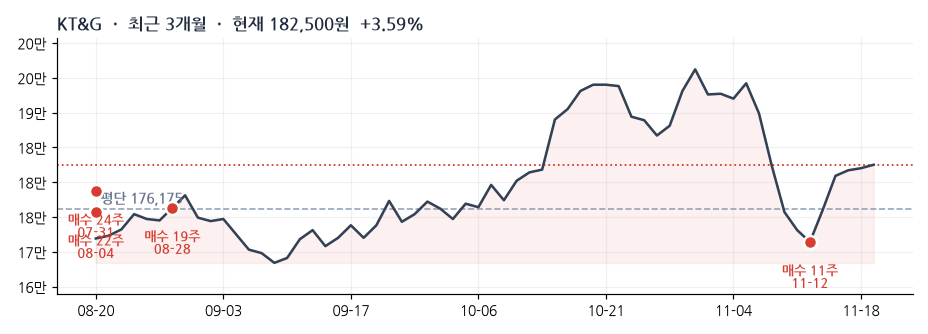 KT&G · 최근 3개월 · 현재 182,500원 +3.59%
20만
20만
19만
18만
18만
18만
17만
16만
평단 176,175
매수 24주
07-31
매수 22주
08-04
매수 19주
08-28
매수 11주
11-12
08-20
09-03
09-17
10-06
10-21
11-04
11-18